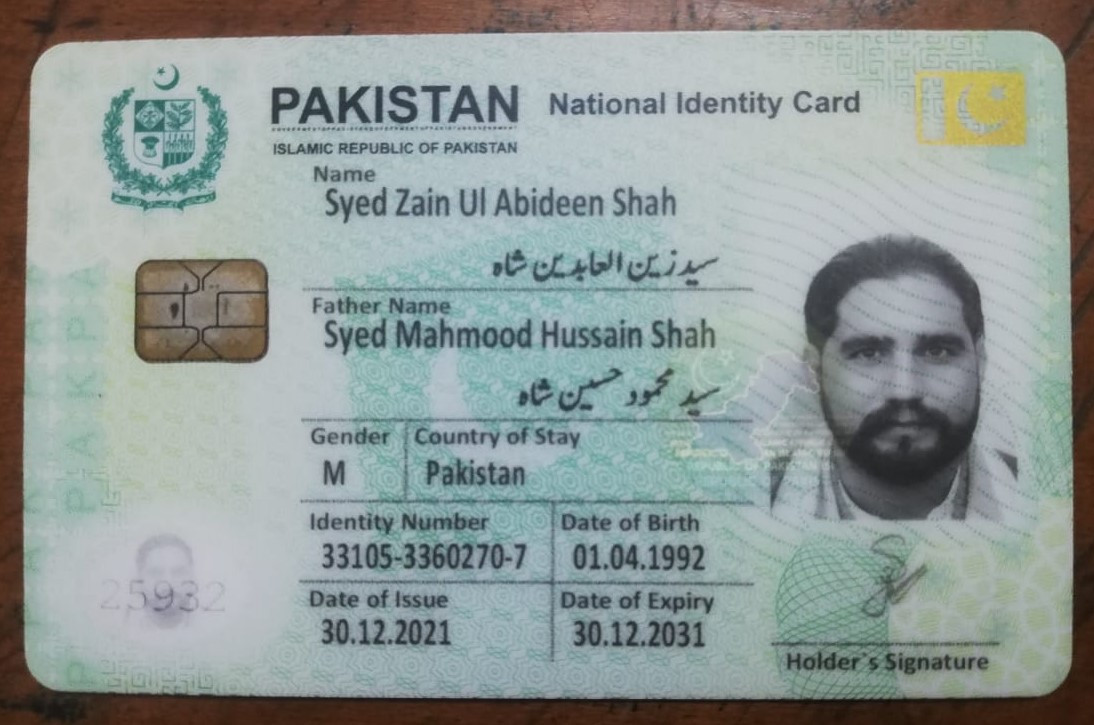 PAKISTAN National Identity Card
ISLAMIC REPUBLIC OF PAKISTAN
Name
Syed Zain Ul Abideen Shah
سید زین العابدین شاہ
Father Name
Syed Mahmood Hussain Shah
سید محمود حسین شاہ
Gender Country of Stay
M Pakistan
Identity Number Date of Birth
33105-3360270-7 01.04.1992
Date of Issue Date of Expiry
30.12.2021 30.12.2031
25932
Holder`s Signature